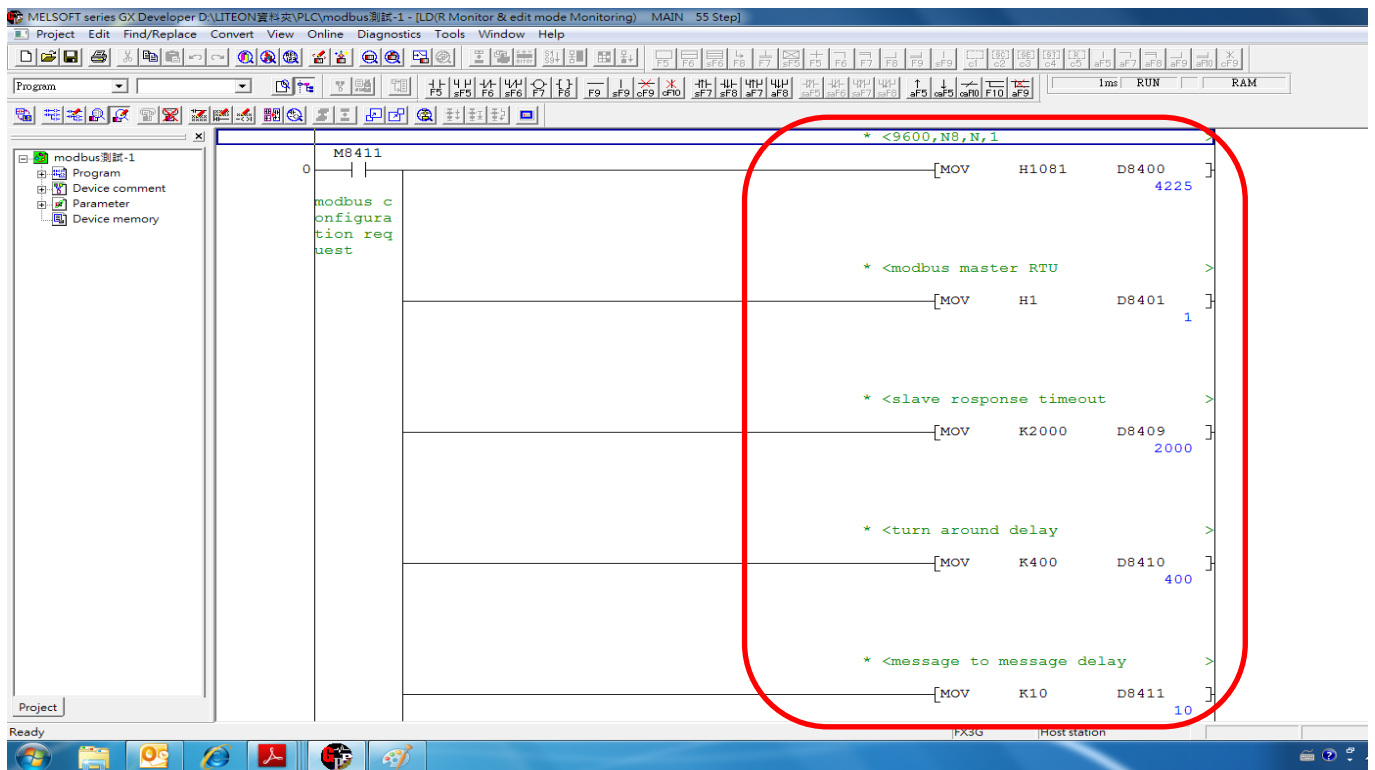 MELSOFT series GX Developer D:\LITEON資料夾\PLC\modbus測試-1 - [LD(R Monitor & edit mode Monitoring) MAIN 55 Step]
Project Edit Find/Replace Convert View Online Diagnostics Tools Window Help
Program
1ms RUN RAM
modbus測試-1
Program
Device comment
Parameter
Device memory
Project
* <9600,N8,N,1 >
M8411
0 [MOV H1081 D8400 ]
4225
modbus c
onfigura
tion req
uest
* <modbus master RTU >
[MOV H1 D8401 ]
1
* <slave rosponse timeout >
[MOV K2000 D8409 ]
2000
* <turn around delay >
[MOV K400 D8410 ]
400
* <message to message delay >
[MOV K10 D8411 ]
10
Ready FX3G Host station